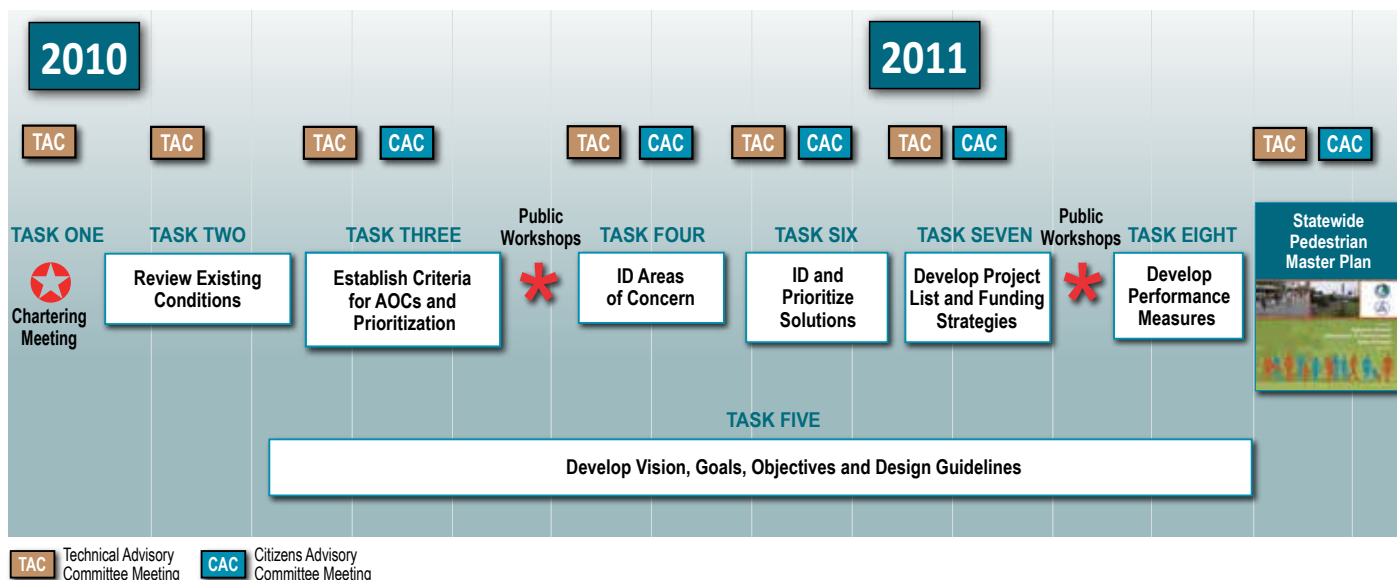 2010
2011
TAC
TAC
TAC
CAC
TAC
CAC
TAC
CAC
TAC
CAC
TAC
CAC
TASK ONE
Chartering
Meeting
TASK TWO
Review Existing
Conditions
TASK THREE
Establish Criteria
for AOCs and
Prioritization
Public
Workshops
*
TASK FOUR
ID Areas
of Concern
TASK SIX
ID and
Prioritize
Solutions
TASK SEVEN
Develop Project
List and Funding
Strategies
Public
Workshops
*
TASK EIGHT
Develop
Performance
Measures
Statewide
Pedestrian
Master Plan
TASK FIVE
Develop Vision, Goals, Objectives and Design Guidelines
TAC
Technical Advisory
Committee Meeting
CAC
Citizens Advisory
Committee Meeting